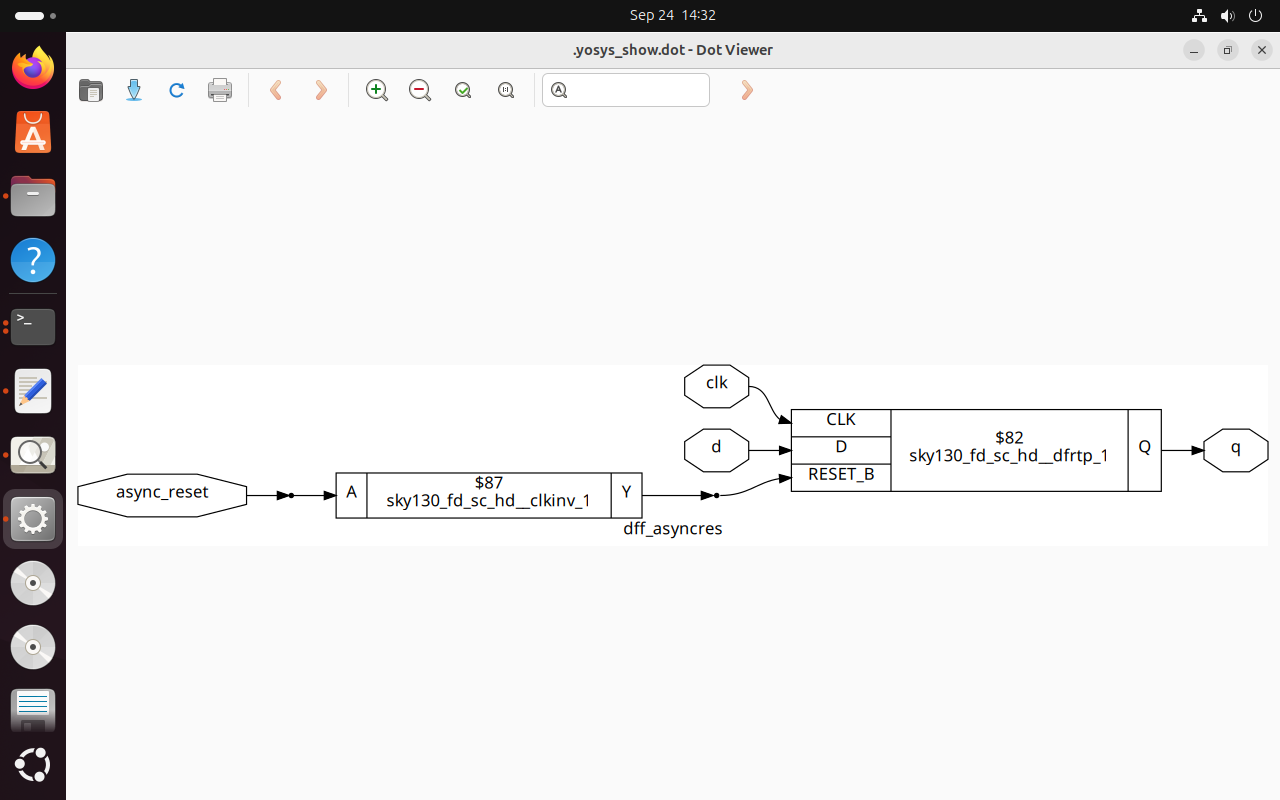 Sep 24 14:32
.yosys_show.dot - Dot Viewer
clk
CLK
d
D
$82
sky130_fd_sc_hd__dfrtp_1
Q
q
RESET_B
async_reset
A
$87
sky130_fd_sc_hd__clkinv_1
Y
dff_asyncres